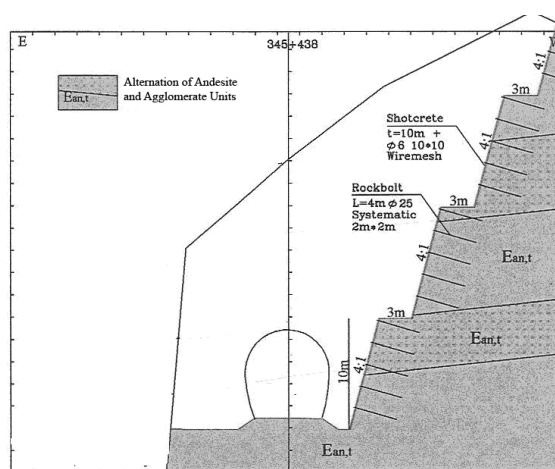 E
345+438
Ean,t
Alternation of Andesite
and Agglomerate Units
4:1
3m
Shotcrete
t=10m +
ϕ6 10*10
Wiremesh
4:1
Rockbolt
L=4m ϕ 25
Systematic
2m*2m
3m
4:1
Ean,t
3m
Ean,t
10m
4:1
Ean,t